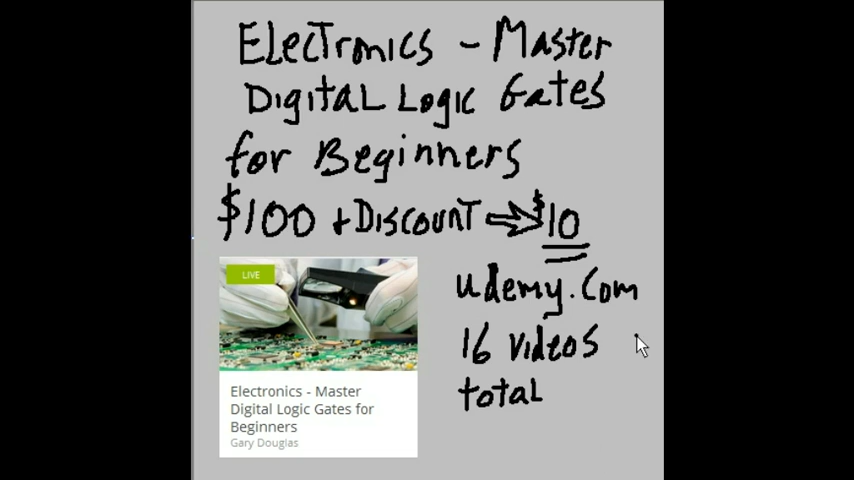 Electronics - Master
Digital Logic Gates
for Beginners
$100 + Discount ⇒ $10
udemy.com
16 videos
total
LIVE
Electronics - Master
Digital Logic Gates for
Beginners
Gary Douglas